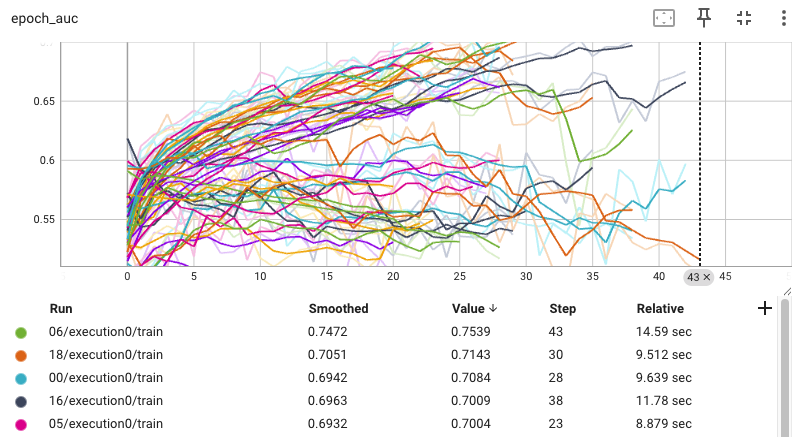 epoch_auc
0.7
0.65
0.6
0.55
0 5 10 15 20 25 30 35 40 43 × 45
Run Smoothed Value ↓ Step Relative +
06/execution0/train 0.7472 0.7539 43 14.59 sec
18/execution0/train 0.7051 0.7143 30 9.512 sec
00/execution0/train 0.6942 0.7084 28 9.639 sec
16/execution0/train 0.6963 0.7009 38 11.78 sec
05/execution0/train 0.6932 0.7004 23 8.879 sec